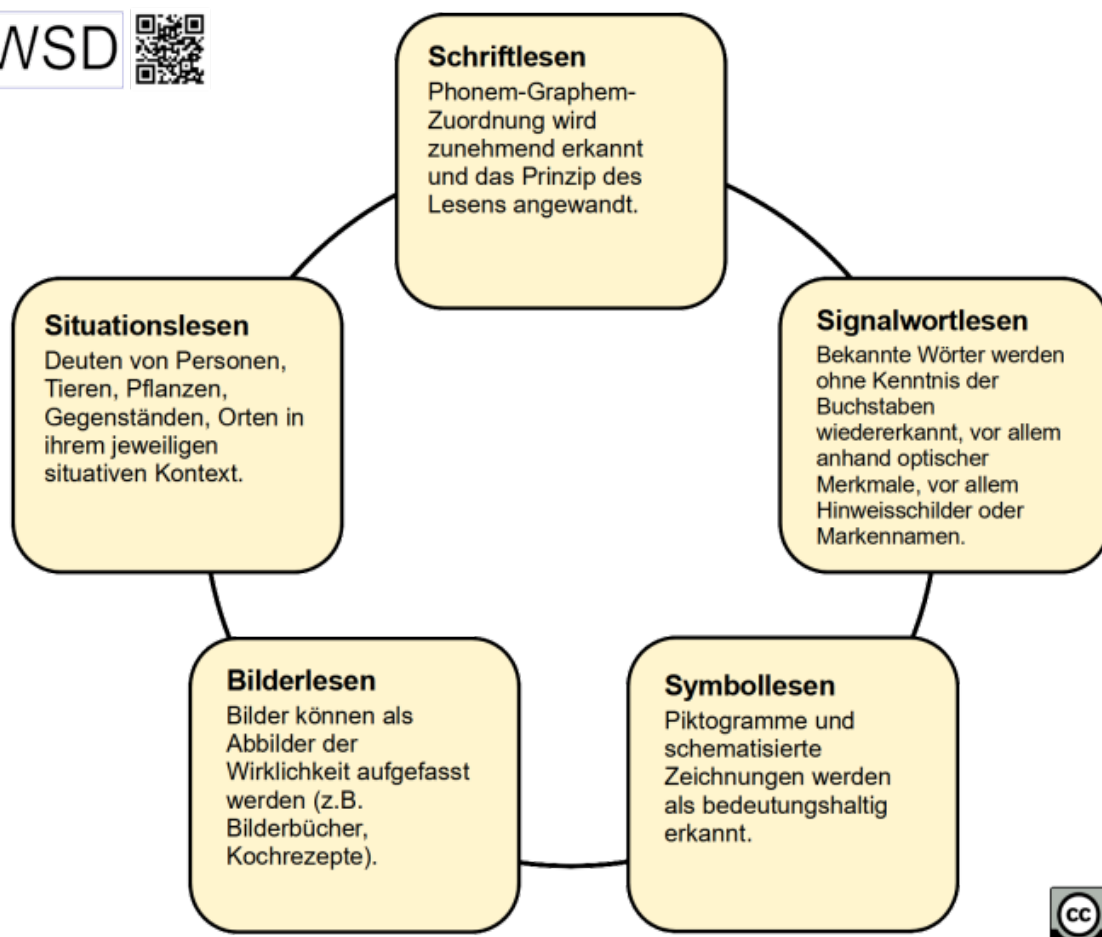 WSD
Schriftlesen
Phonem-Graphem-
Zuordnung wird
zunehmend erkannt
und das Prinzip des
Lesens angewandt.
Situationslesen
Deuten von Personen,
Tieren, Pflanzen,
Gegenständen, Orten in
ihrem jeweiligen
situativen Kontext.
Signalwortlesen
Bekannte Wörter werden
ohne Kenntnis der
Buchstaben
wiedererkannt, vor allem
anhand optischer
Merkmale, vor allem
Hinweisschilder oder
Markennamen.
Bilderlesen
Bilder können als
Abbilder der
Wirklichkeit aufgefasst
werden (z.B.
Bilderbücher,
Kochrezepte).
Symbollesen
Piktogramme und
schematisierte
Zeichnungen werden
als bedeutungshaltig
erkannt.
cc